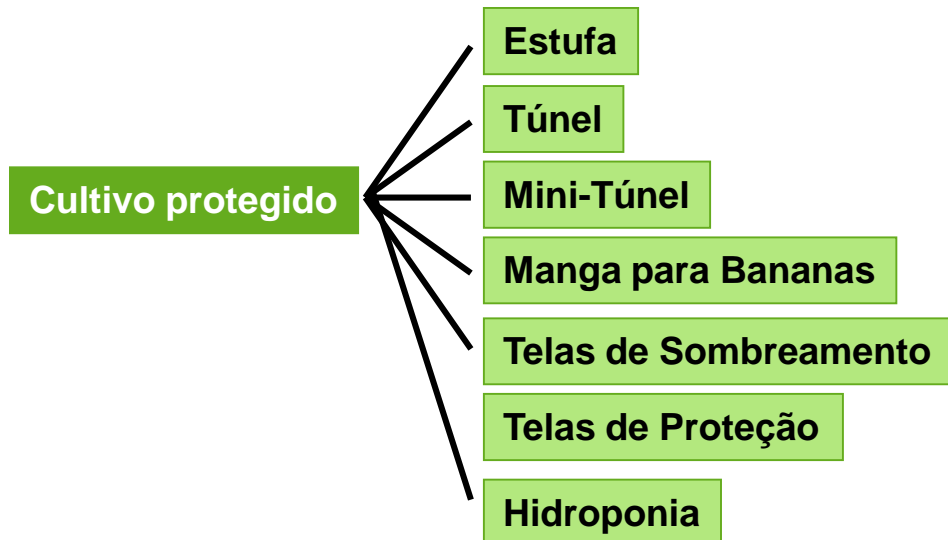 Estufa
Túnel
Cultivo protegido
Mini-Túnel
Manga para Bananas
Telas de Sombreamento
Telas de Proteção
Hidroponia